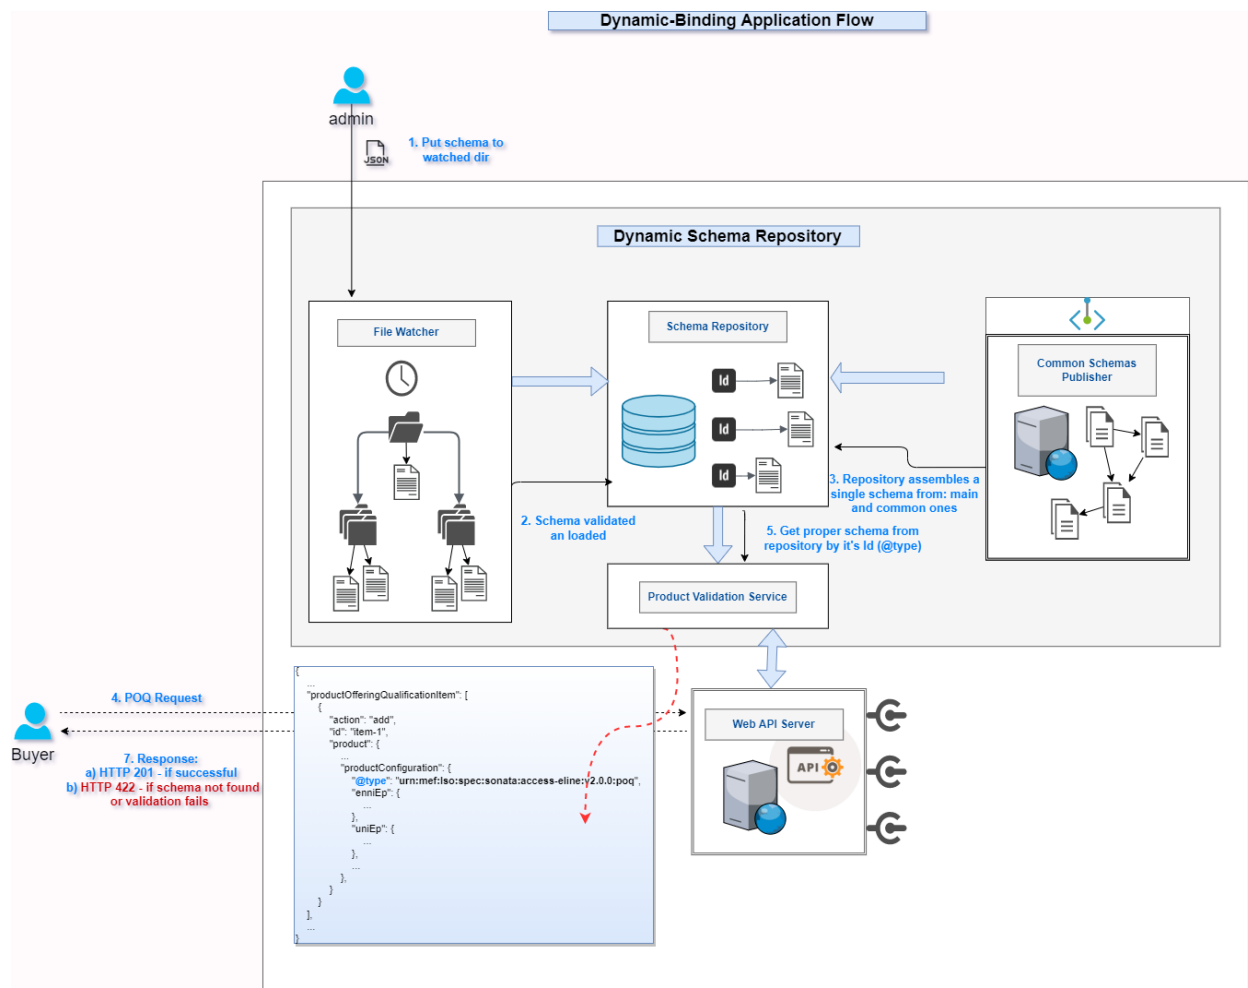 Dynamic-Binding Application Flow
admin
JSON
1. Put schema to
watched dir
Dynamic Schema Repository
File Watcher
Schema Repository
Id
Id
Id
Common Schemas
Publisher
2. Schema validated
an loaded
3. Repository assembles a
single schema from: main
and common ones
5. Get proper schema from
repository by it's Id (@type)
Product Validation Service
4. POQ Request
Buyer
7. Response:
a) HTTP 201 - if successful
b) HTTP 422 - if schema not found
or validation fails
{
...
"productOfferingQualificationItem": [
{
"action": "add",
"id": "item-1",
"product": {
...
"productConfiguration": {
"@type": "urn:mef:lso:spec:sonata:access-eline:v2.0.0:poq",
"enniEp": {
...
},
"uniEp": {
...
},
...
},
}
}
],
...
}
Web API Server
API